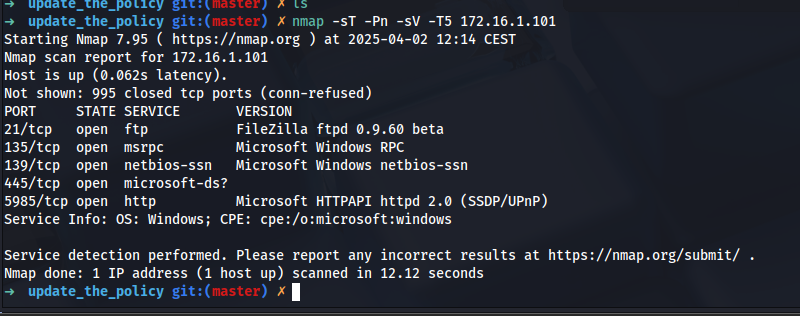 ➜ update_the_policy git:(master) ✗ ls
➜ update_the_policy git:(master) ✗ nmap -sT -Pn -sV -T5 172.16.1.101
Starting Nmap 7.95 ( https://nmap.org ) at 2025-04-02 12:14 CEST
Nmap scan report for 172.16.1.101
Host is up (0.062s latency).
Not shown: 995 closed tcp ports (conn-refused)
PORT     STATE SERVICE       VERSION
21/tcp   open  ftp           FileZilla ftpd 0.9.60 beta
135/tcp  open  msrpc         Microsoft Windows RPC
139/tcp  open  netbios-ssn   Microsoft Windows netbios-ssn
445/tcp  open  microsoft-ds?
5985/tcp open  http          Microsoft HTTPAPI httpd 2.0 (SSDP/UPnP)
Service Info: OS: Windows; CPE: cpe:/o:microsoft:windows

Service detection performed. Please report any incorrect results at https://nmap.org/submit/ .
Nmap done: 1 IP address (1 host up) scanned in 12.12 seconds
➜ update_the_policy git:(master) ✗